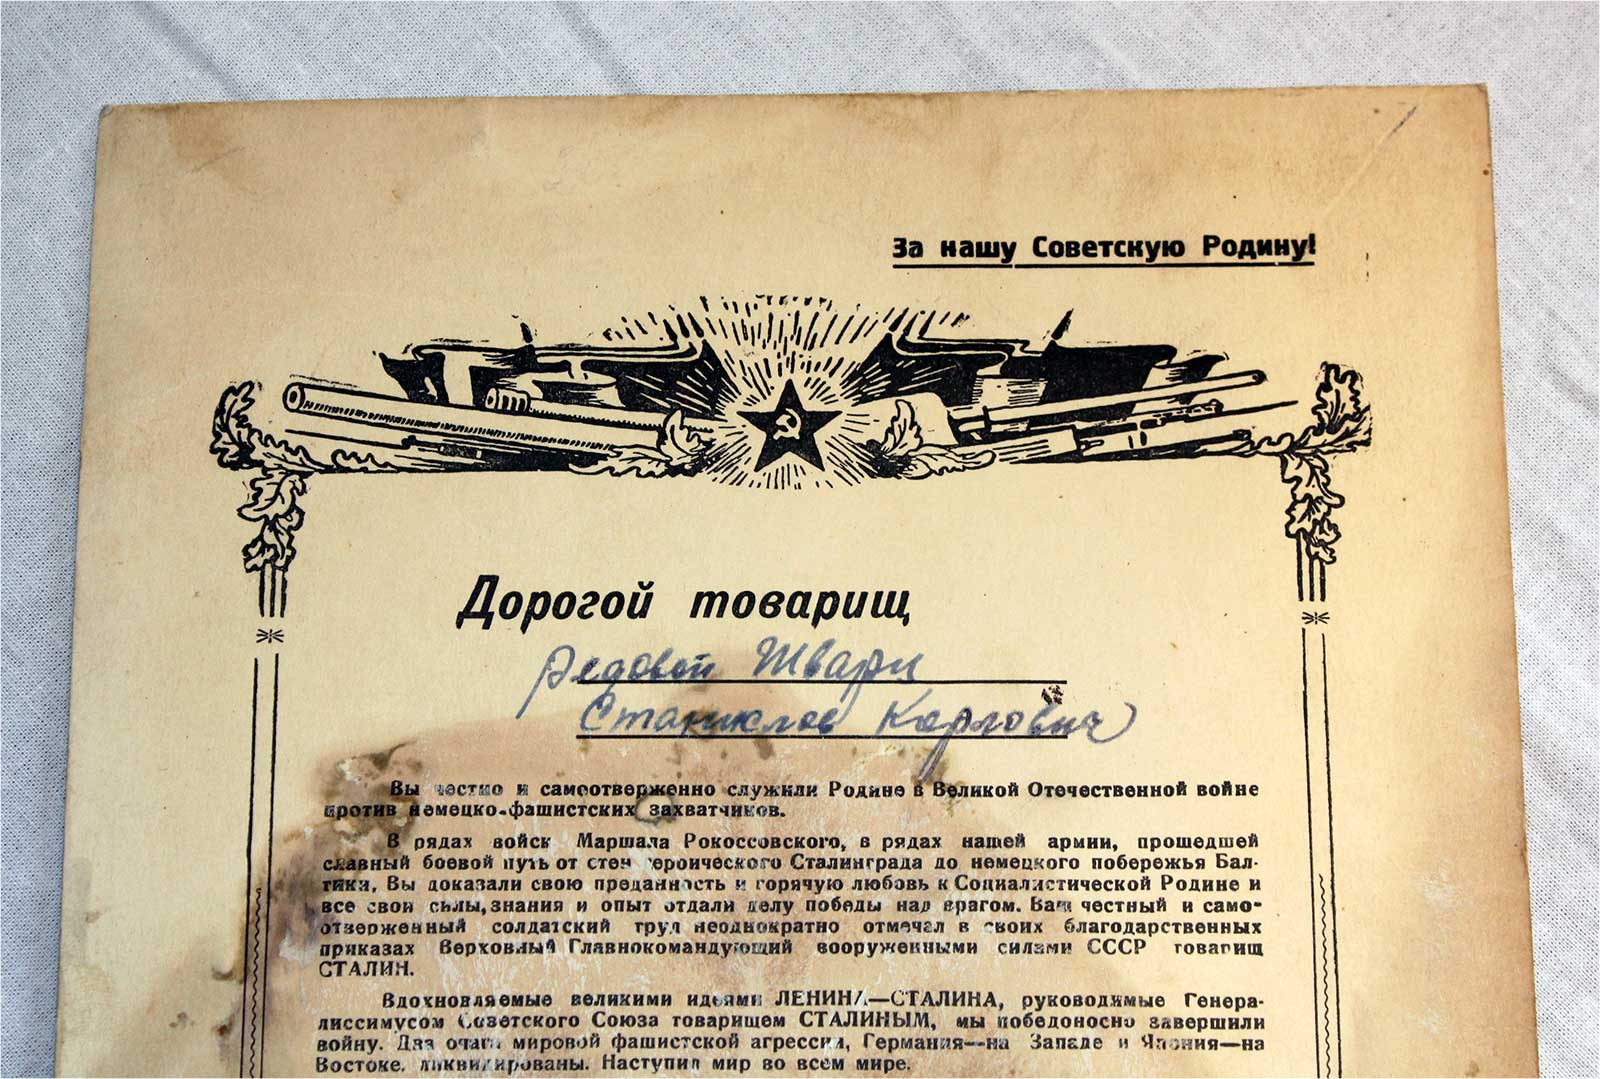 За нашу Советскую Родину!
Дорогой товарищ
Рядовой Шварц
Станислов Карлович
Вы честно и самоотверженно служили Родине в Великой Отечественной войне
против немецко-фашистских захватчиков.
В рядах войск Маршала Рокоссовского, в рядах нашей армии, прошедшей
славный боевой путь от стен героического Сталинграда до немецкого побережья Бал-
тики, Вы доказали свою преданность и горячую любовь к Социалистической Родине и
все свои силы, знания и опыт отдали делу победы над врагом. Ваш честный и само-
отверженный солдатский труд неоднократно отмечал в своих благодарственных
приказах Верховный Главнокомандующий вооруженными силами СССР товарищ
СТАЛИН.
Вдохновляемые великими идеями ЛЕНИНА—СТАЛИНА, руководимые Генера-
лиссимусом Советского Союза товарищем СТАЛИНЫМ, мы победоносно завершили
войну. Два очага мировой фашистской агрессии, Германия—на Западе и Япония—на
Востоке, ликвидированы. Наступил мир во всем мире.